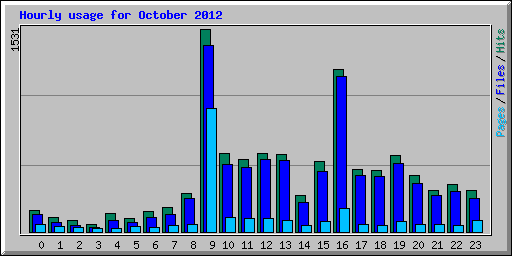 Hourly usage for October 2012
1531
Pages / Files / Hits
0 1 2 3 4 5 6 7 8 9 10 11 12 13 14 15 16 17 18 19 20 21 22 23